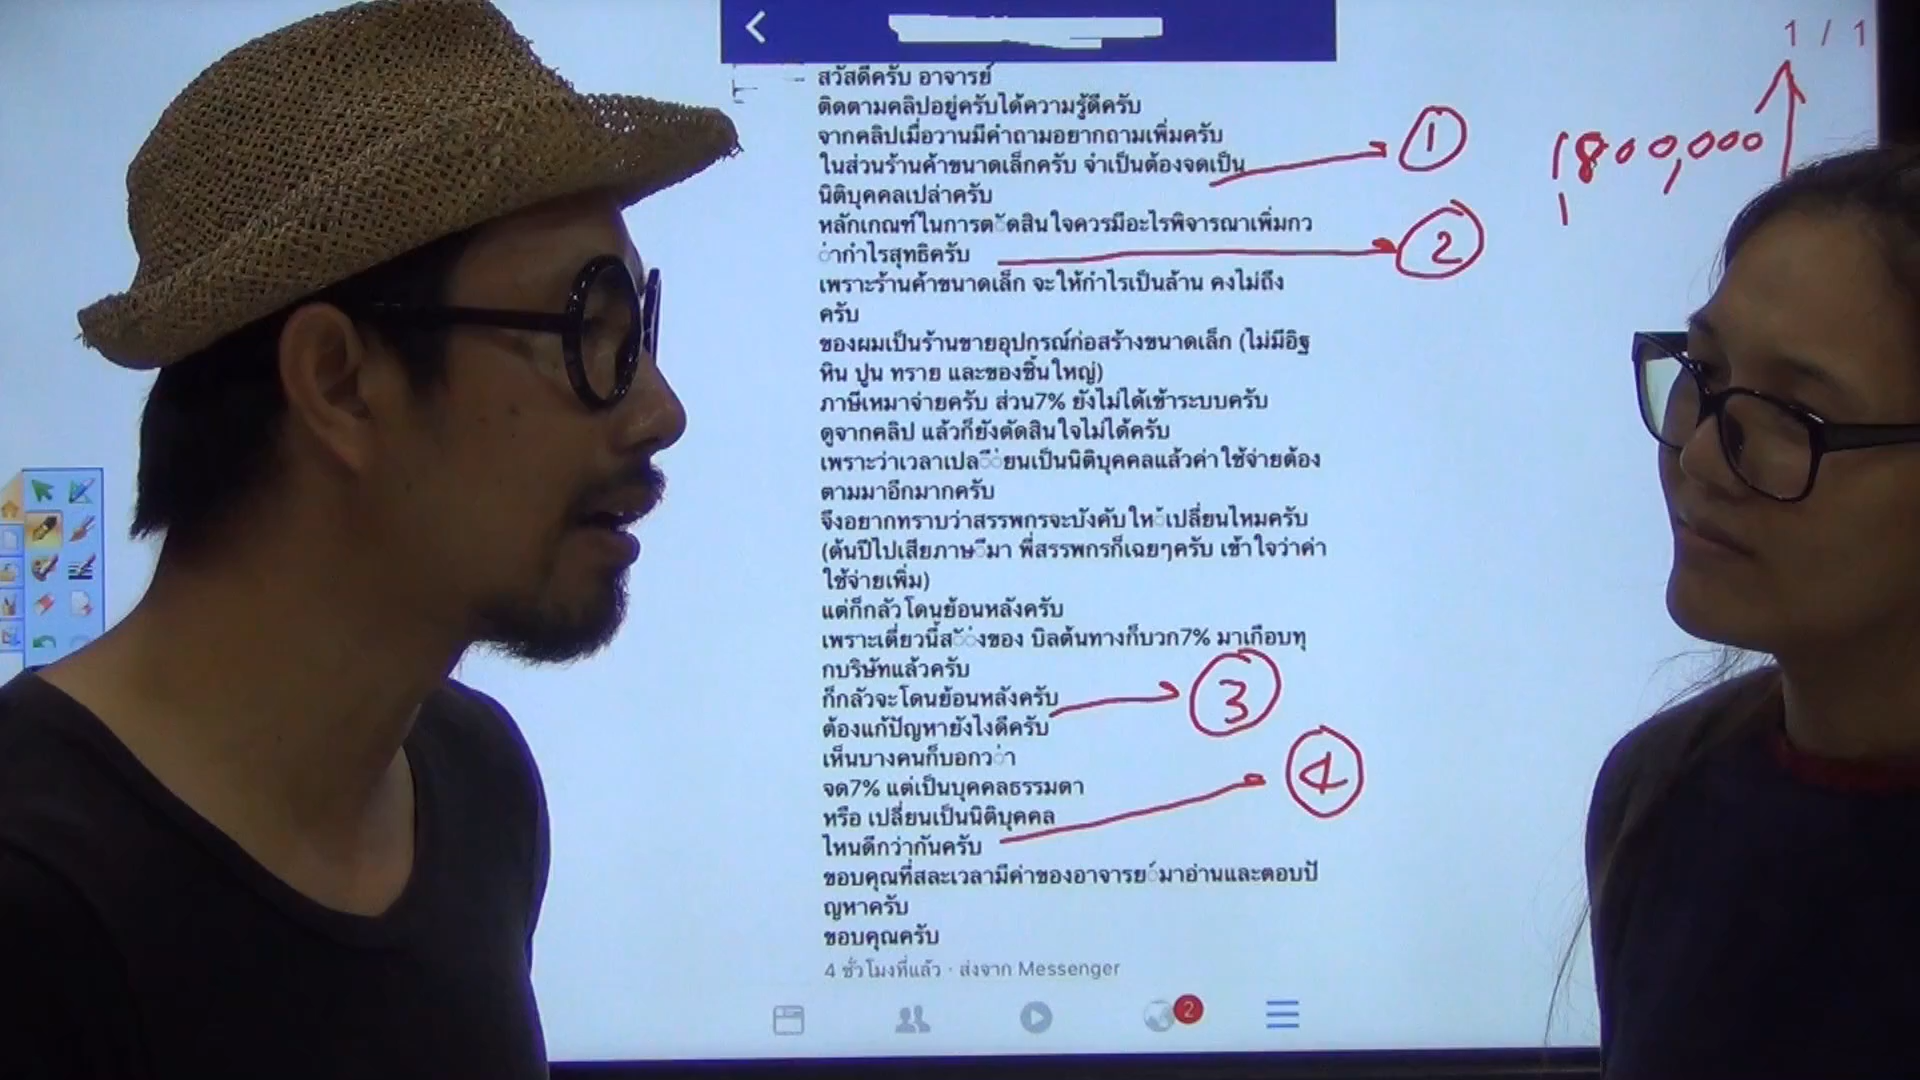 สวัสดีครับ อาจารย์
ติดตามคลิปอยู่ครับได้ความรู้ดีครับ
จากคลิปเมื่อวานมีคำถามอยากถามเพิ่มครับ
ในส่วนร้านค้าขนาดเล็กครับ จำเป็นต้องจดเป็น
นิติบุคคลเปล่าครับ
หลักเกณฑ์ในการตัดสินใจควรมีอะไรพิจารณาเพิ่มกว
่ากำไรสุทธิครับ
เพราะร้านค้าขนาดเล็ก จะให้กำไรเป็นล้าน คงไม่ถึง
ครับ
ของผมเป็นร้านขายอุปกรณ์ก่อสร้างขนาดเล็ก (ไม่มีอิฐ
หิน ปูน ทราย และของชิ้นใหญ่)
ภาษีเหมาจ่ายครับ ส่วน7% ยังไม่ได้เข้าระบบครับ
ดูจากคลิป แล้วก็ยังตัดสินใจไม่ได้ครับ
เพราะว่าเวลาเปลี่ยนเป็นนิติบุคคลแล้วค่าใช้จ่ายต้อง
ตามมาอีกมากครับ
จึงอยากทราบว่าสรรพกรจะบังคับให้เปลี่ยนไหมครับ
(ต้นปีไปเสียภาษีมา พี่สรรพกรก็เฉยๆครับ เข้าใจว่าค่า
ใช้จ่ายเพิ่ม)
แต่ก็กลัวโดนย้อนหลังครับ
เพราะเดี่ยวนี้สั่งของ บิลต้นทางก็บวก7% มาเกือบทุ
กบริษัทแล้วครับ
ก็กลัวจะโดนย้อนหลังครับ
ต้องแก้ปัญหายังไงดีครับ
เห็นบางคนก็บอกว่า
จด7% แต่เป็นบุคคลธรรมดา
หรือ เปลี่ยนเป็นนิติบุคคล
ไหนดีกว่ากันครับ
ขอบคุณที่สละเวลามีค่าของอาจารย์มาอ่านและตอบปั
ญหาครับ
ขอบคุณครับ
4 ชั่วโมงที่แล้ว · ส่งจาก Messenger
2
1
2
3
4
1 / 1
1800,000
1